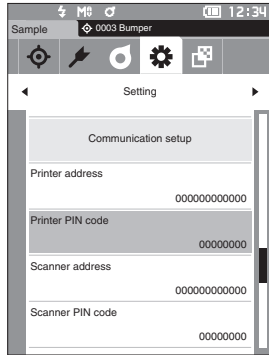 12:34
Sample 0003 Bumper
Setting
Communication setup
Printer address
000000000000
Printer PIN code
00000000
Scanner address
000000000000
Scanner PIN code
00000000